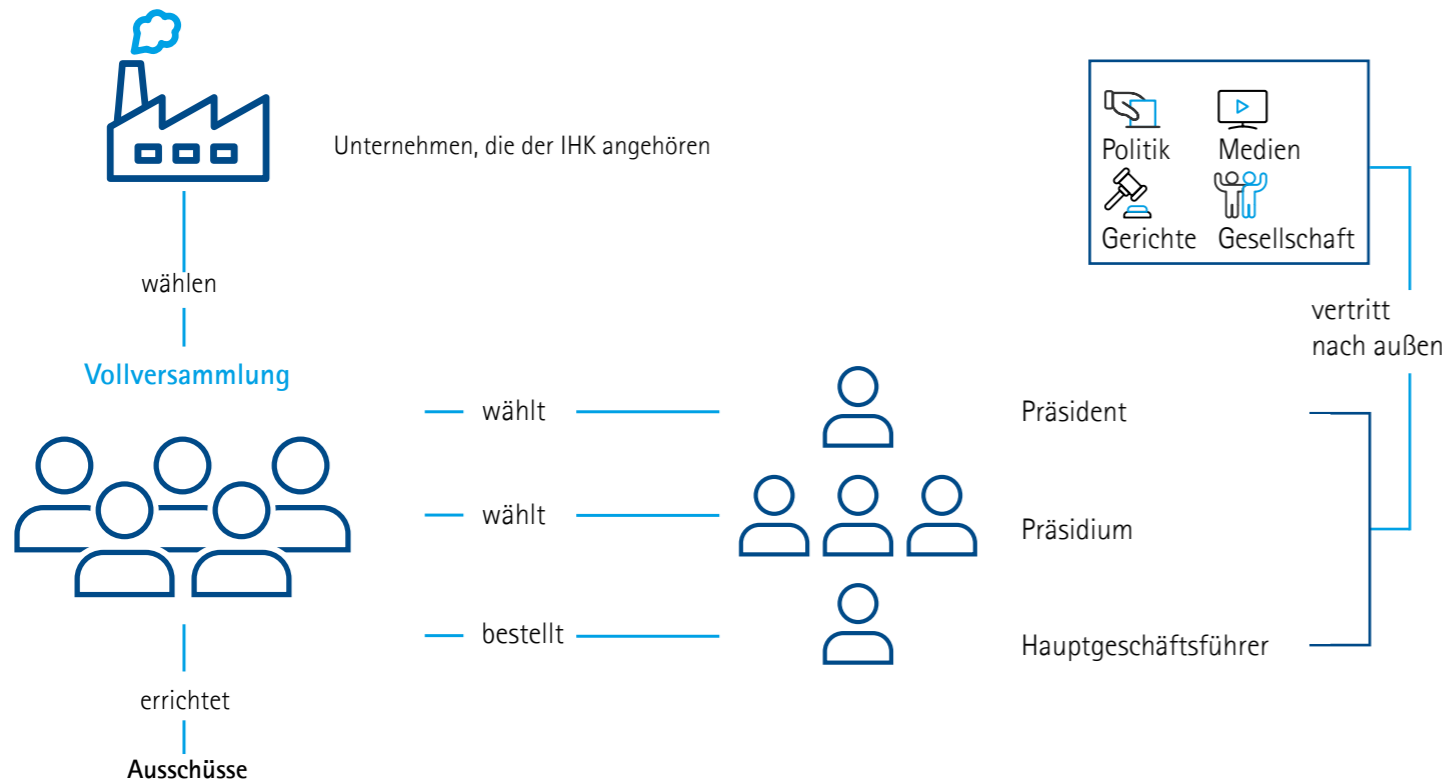 Unternehmen, die der IHK angehören
Politik
Medien
Gerichte
Gesellschaft
wählen
vertritt
nach außen
Vollversammlung
wählt
Präsident
wählt
Präsidium
bestellt
Hauptgeschäftsführer
errichtet
Ausschüsse